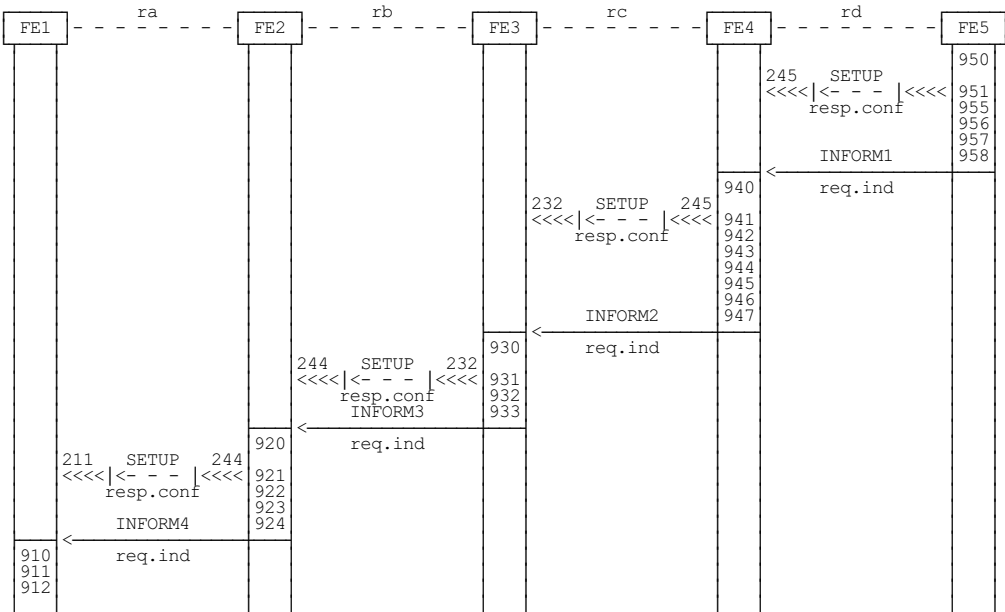 ra rb rc rd
FE1 FE2 FE3 FE4 FE5
950
245 SETUP
<<<<|<- - - |<<<< 951
resp.conf 955
956
957
INFORM1 958
<
940 req.ind
232 SETUP 245
<<<<|<- - - |<<<< 941
resp.conf 942
943
944
945
946
INFORM2 947
<
930 req.ind
244 SETUP 232
<<<<|<- - - |<<<< 931
resp.conf 932
INFORM3 933
<
920 req.ind
211 SETUP 244
<<<<|<- - - |<<<< 921
resp.conf 922
923
INFORM4 924
<
910 req.ind
911
912